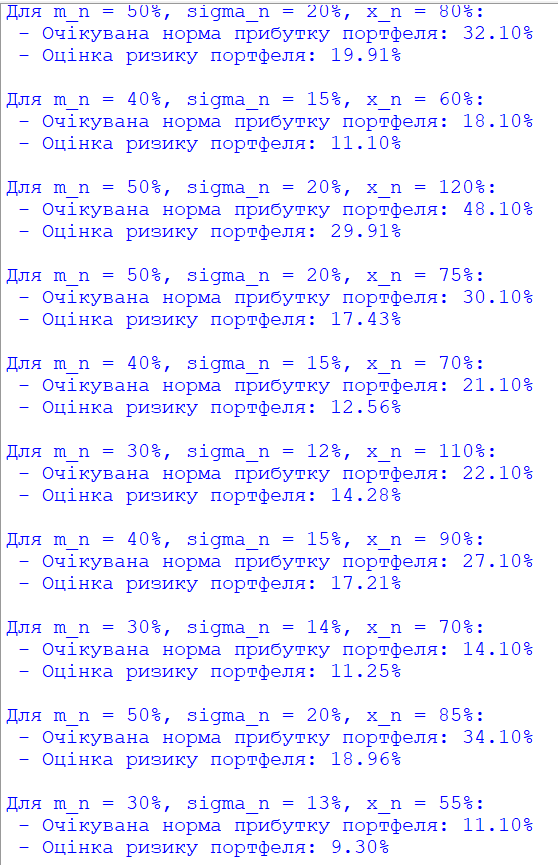 Для m_n = 50%, sigma_n = 20%, x_n = 80%:
- Очікувана норма прибутку портфеля: 32.10%
- Оцінка ризику портфеля: 19.91%
Для m_n = 40%, sigma_n = 15%, x_n = 60%:
- Очікувана норма прибутку портфеля: 18.10%
- Оцінка ризику портфеля: 11.10%
Для m_n = 50%, sigma_n = 20%, x_n = 120%:
- Очікувана норма прибутку портфеля: 48.10%
- Оцінка ризику портфеля: 29.91%
Для m_n = 50%, sigma_n = 20%, x_n = 75%:
- Очікувана норма прибутку портфеля: 30.10%
- Оцінка ризику портфеля: 17.43%
Для m_n = 40%, sigma_n = 15%, x_n = 70%:
- Очікувана норма прибутку портфеля: 21.10%
- Оцінка ризику портфеля: 12.56%
Для m_n = 30%, sigma_n = 12%, x_n = 110%:
- Очікувана норма прибутку портфеля: 22.10%
- Оцінка ризику портфеля: 14.28%
Для m_n = 40%, sigma_n = 15%, x_n = 90%:
- Очікувана норма прибутку портфеля: 27.10%
- Оцінка ризику портфеля: 17.21%
Для m_n = 30%, sigma_n = 14%, x_n = 70%:
- Очікувана норма прибутку портфеля: 14.10%
- Оцінка ризику портфеля: 11.25%
Для m_n = 50%, sigma_n = 20%, x_n = 85%:
- Очікувана норма прибутку портфеля: 34.10%
- Оцінка ризику портфеля: 18.96%
Для m_n = 30%, sigma_n = 13%, x_n = 55%:
- Очікувана норма прибутку портфеля: 11.10%
- Оцінка ризику портфеля: 9.30%